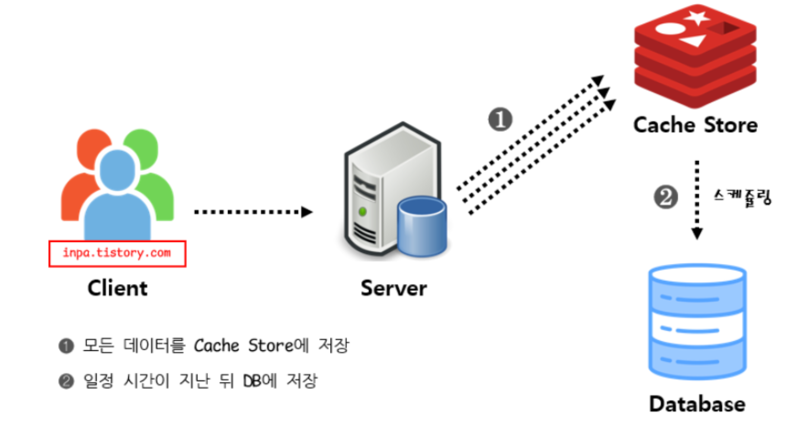 ❶
Cache Store
❷ 스케쥴링
inpa.tistory.com
Client
Server
❶ 모든 데이터를 Cache Store에 저장
❷ 일정 시간이 지난 뒤 DB에 저장
Database